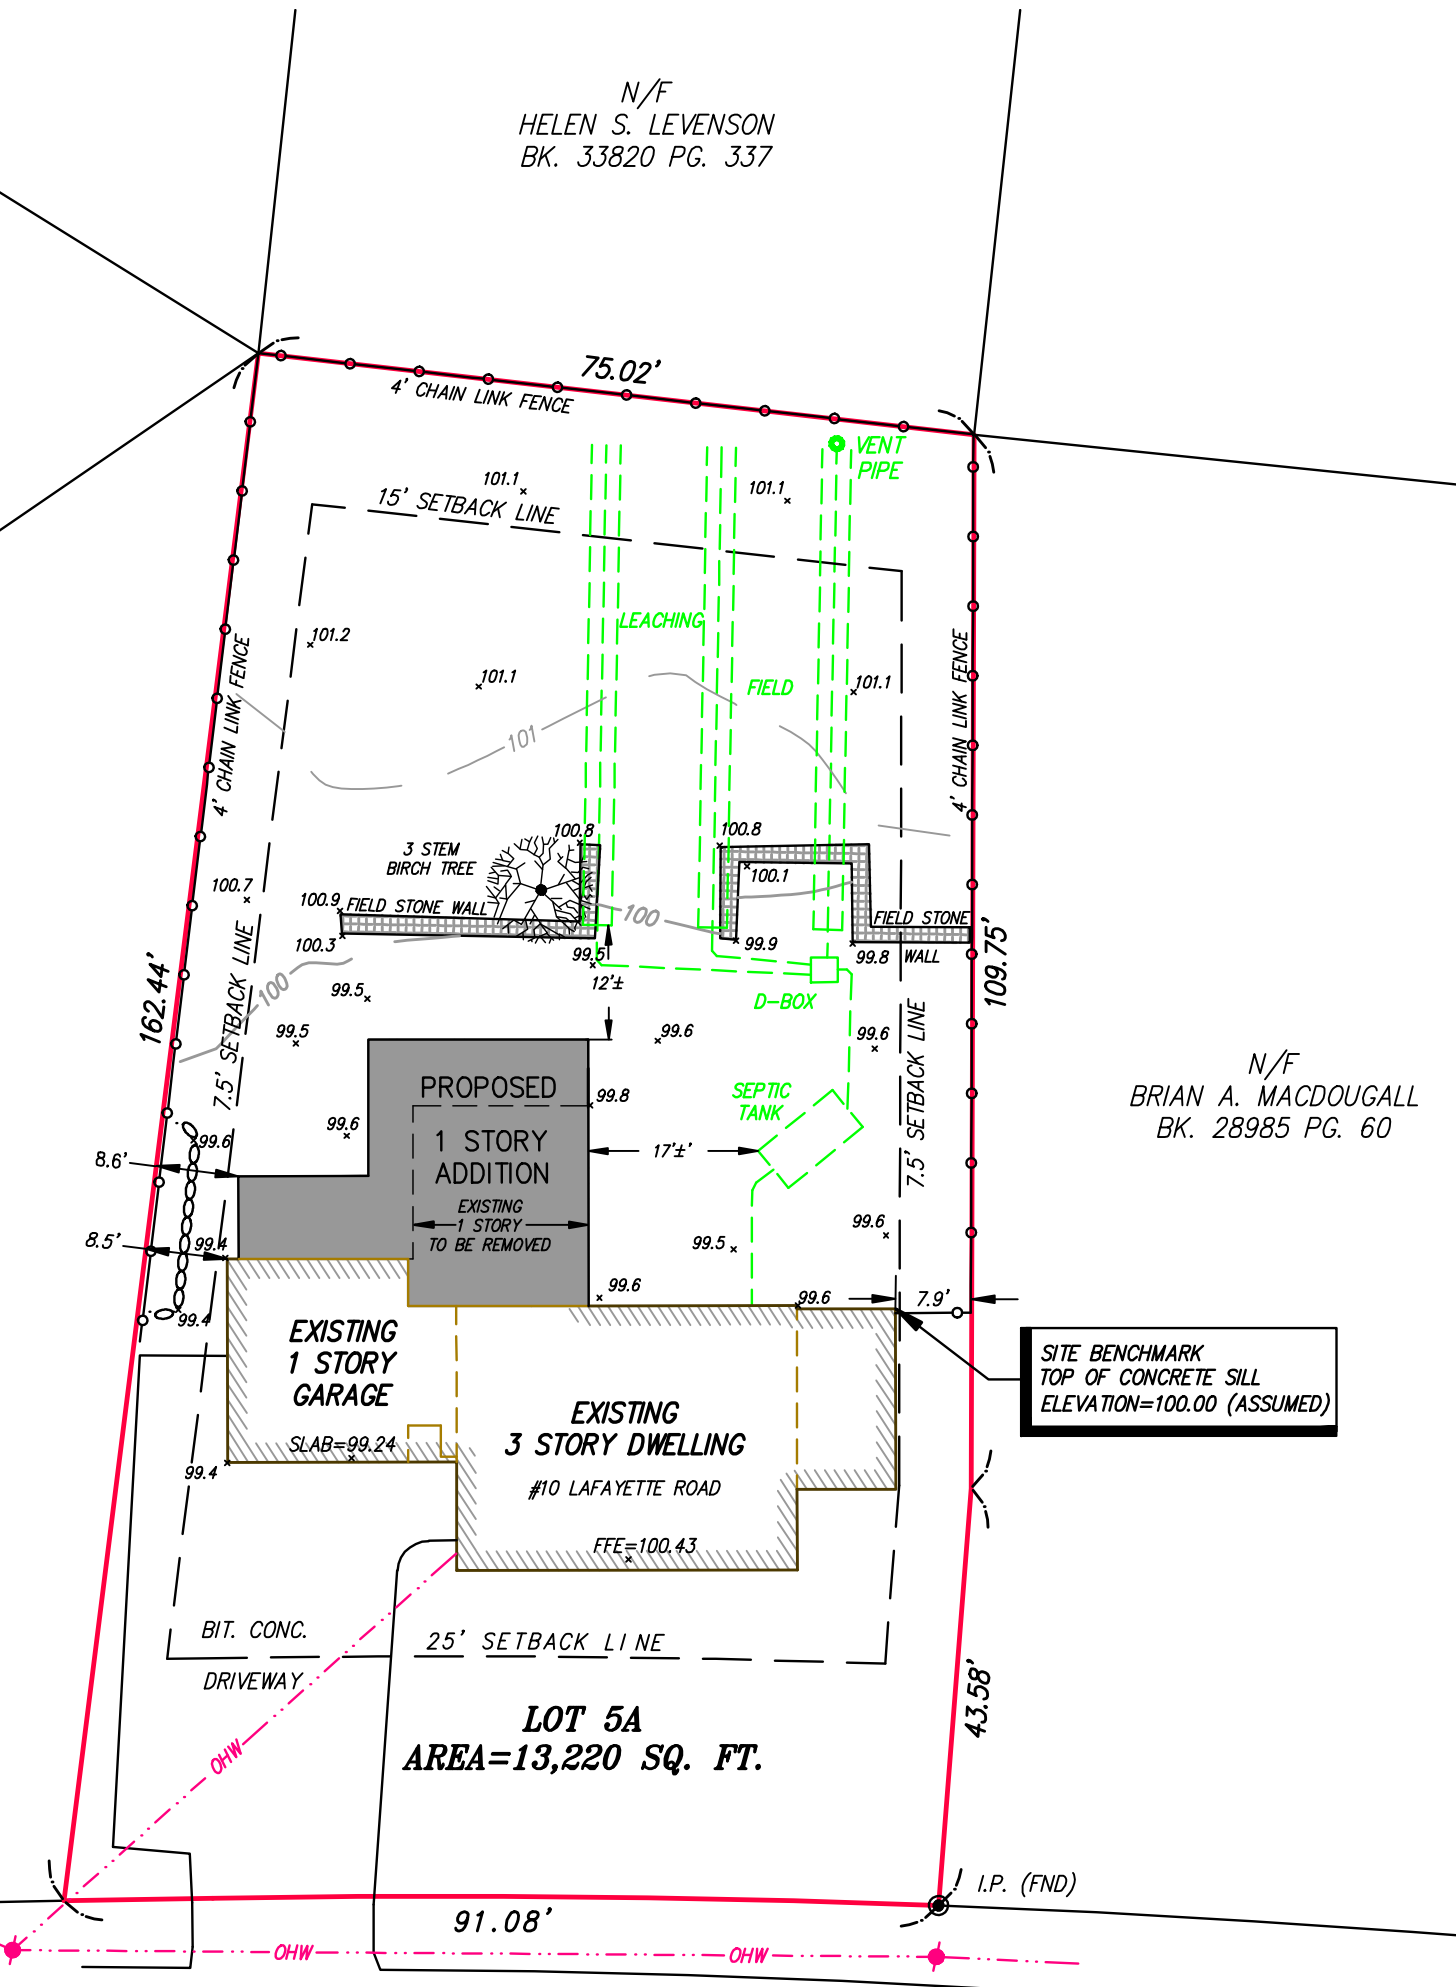 N/F
HELEN S. LEVENSON
BK. 33820 PG. 337
75.02'
4' CHAIN LINK FENCE
VENT
PIPE
101.1
101.1
15' SETBACK LINE
LEACHING
101.2
101.1
FIELD
101.1
4' CHAIN LINK FENCE
4' CHAIN LINK FENCE
101
100.8
100.8
3 STEM
BIRCH TREE
100.1
100.7
100.9
FIELD STONE WALL
100
FIELD STONE
WALL
100.3
99.9
99.8
99.5
12'±
100
99.5
D-BOX
109.75'
162.44'
7.5' SETBACK LINE
99.5
99.6
99.6
7.5' SETBACK LINE
N/F
BRIAN A. MACDOUGALL
BK. 28985 PG. 60
PROPOSED
1 STORY
ADDITION
99.8
SEPTIC
TANK
99.6
99.6
17'±'
8.6'
EXISTING
1 STORY
TO BE REMOVED
8.5'
99.4
99.5
99.6
99.6
99.6
7.9'
99.4
EXISTING
1 STORY
GARAGE
SLAB=99.24
99.4
SITE BENCHMARK
TOP OF CONCRETE SILL
ELEVATION=100.00 (ASSUMED)
EXISTING
3 STORY DWELLING
#10 LAFAYETTE ROAD
FFE=100.43
BIT. CONC.
DRIVEWAY
25' SETBACK LINE
43.58'
LOT 5A
AREA=13,220 SQ. FT.
OHW
I.P. (FND)
91.08'
OHW
OHW